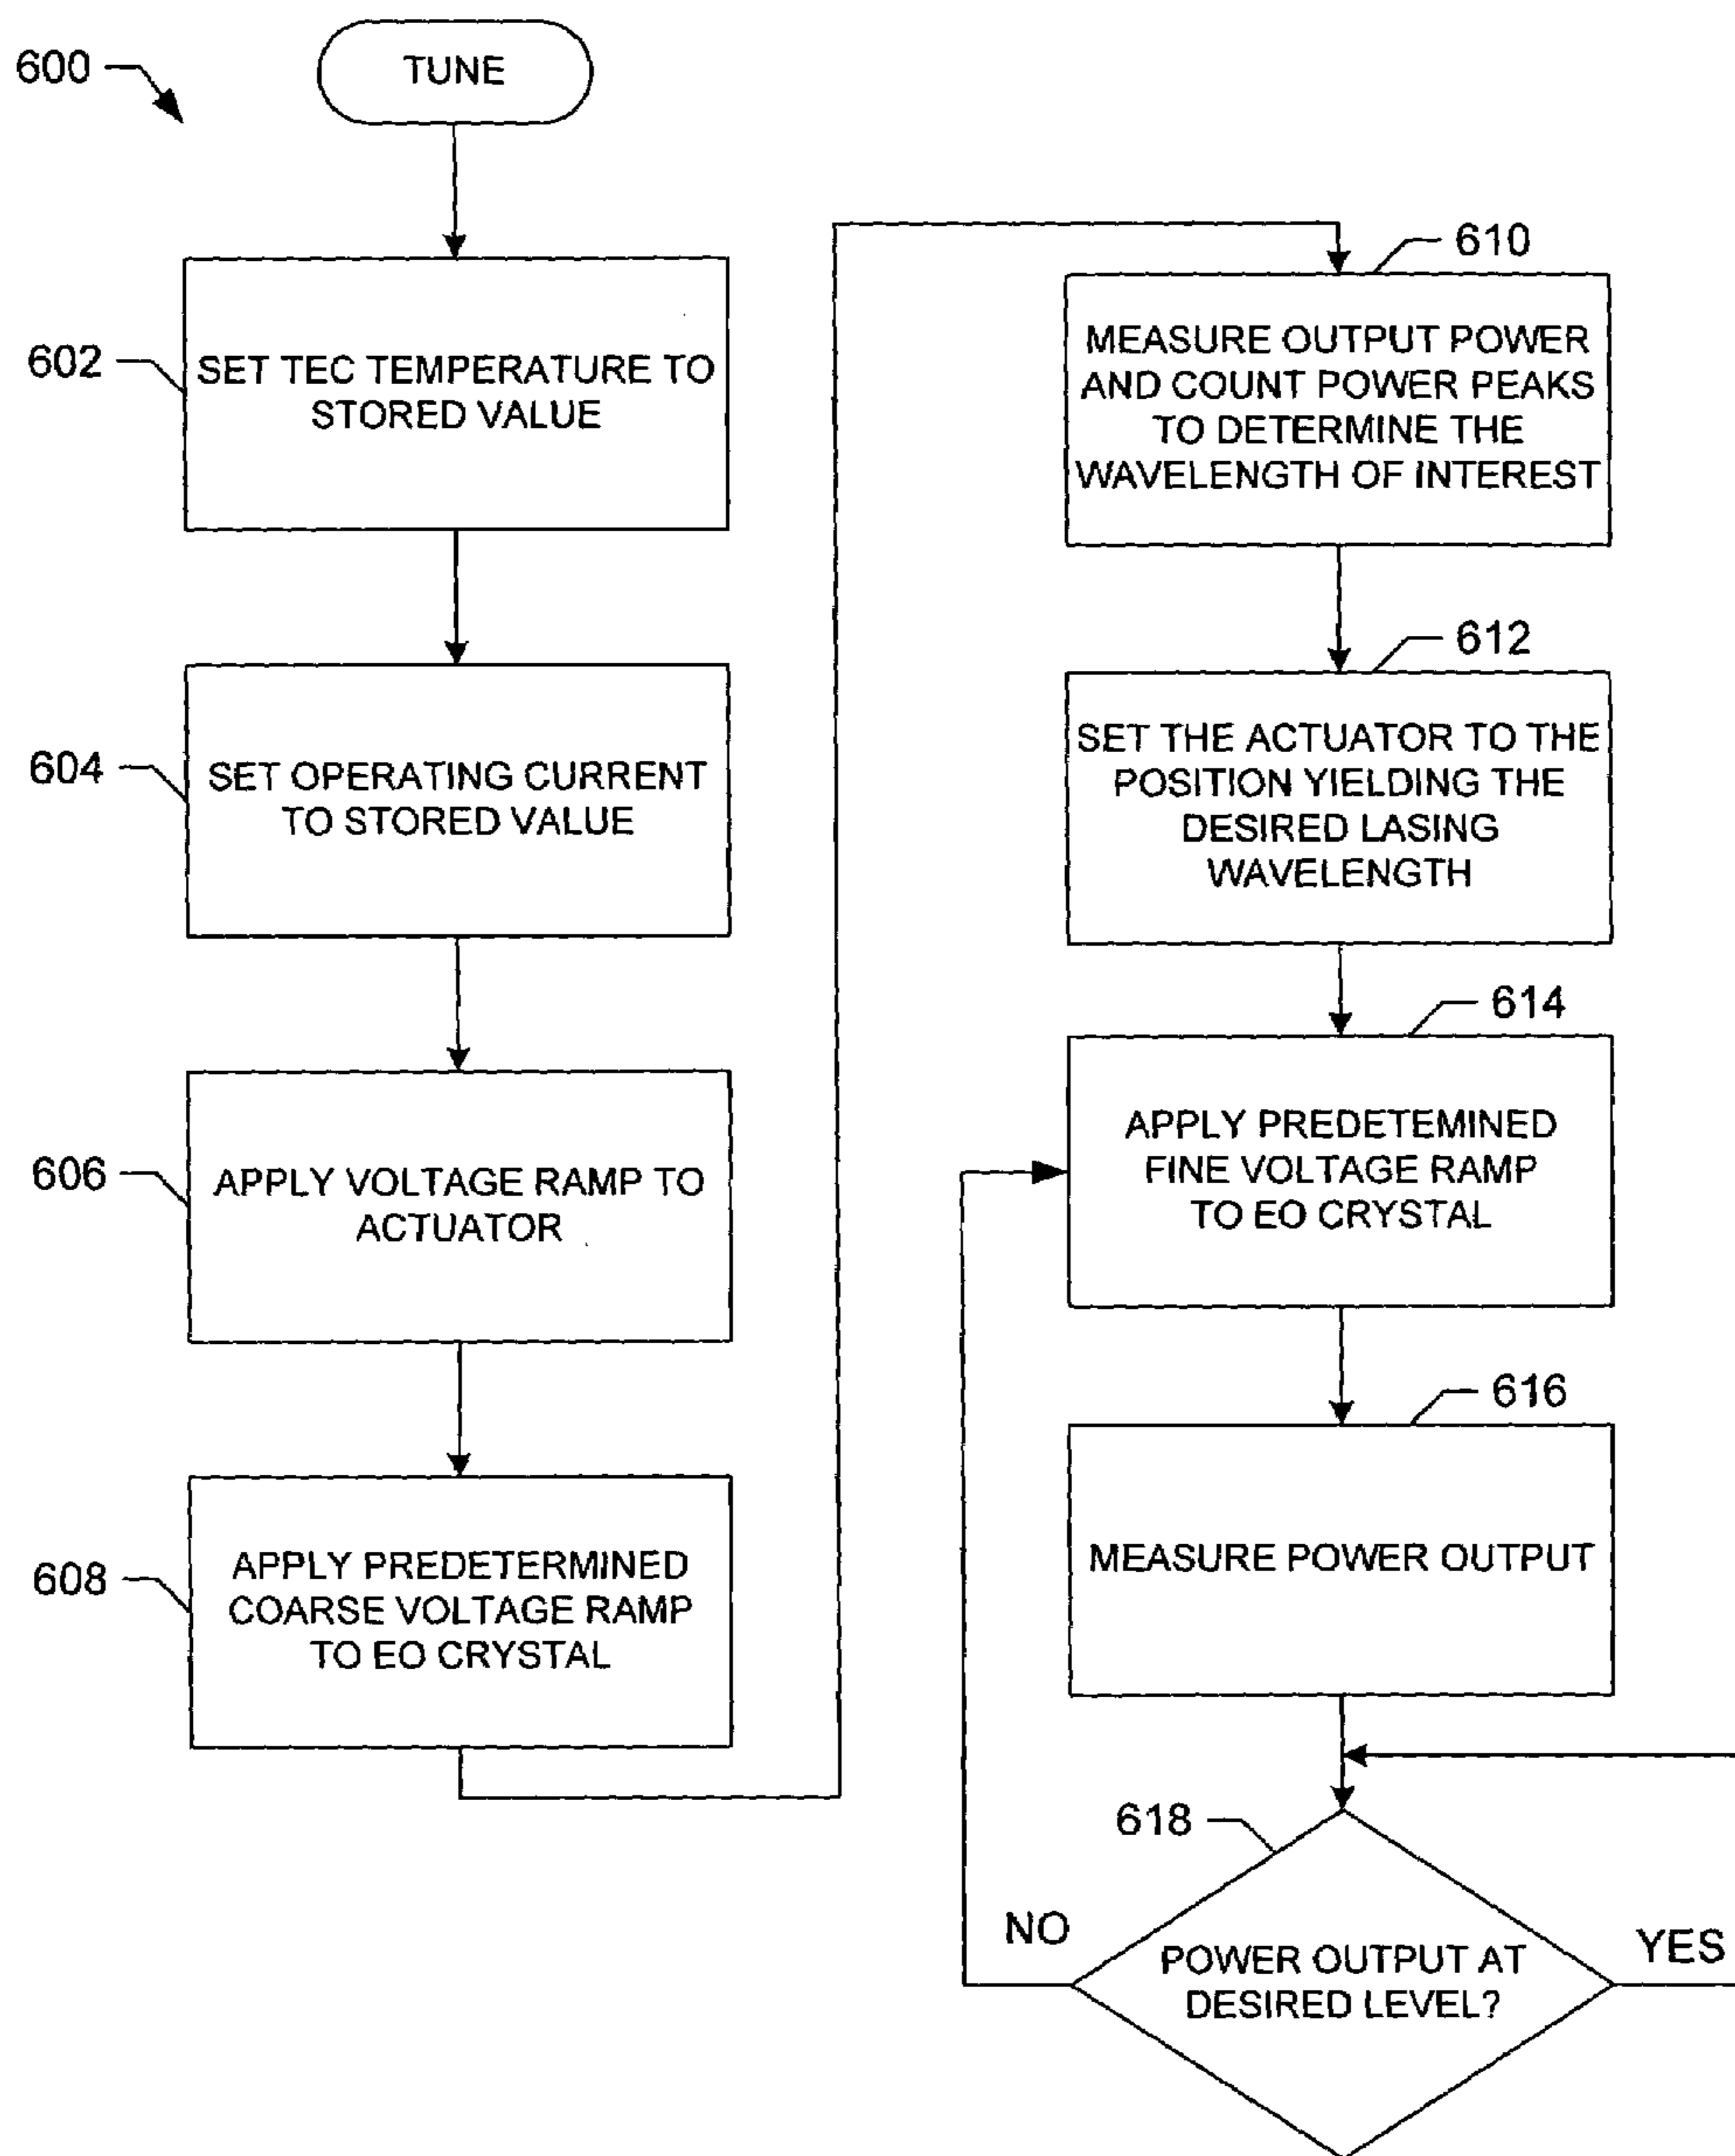 600
TUNE
602
SET TEC TEMPERATURE TO
STORED VALUE
604
SET OPERATING CURRENT
TO STORED VALUE
606
APPLY VOLTAGE RAMP TO
ACTUATOR
608
APPLY PREDETERMINED
COARSE VOLTAGE RAMP
TO EO CRYSTAL
610
MEASURE OUTPUT POWER
AND COUNT POWER PEAKS
TO DETERMINE THE
WAVELENGTH OF INTEREST
612
SET THE ACTUATOR TO THE
POSITION YIELDING THE
DESIRED LASING
WAVELENGTH
614
APPLY PREDETEMINED
FINE VOLTAGE RAMP
TO EO CRYSTAL
616
MEASURE POWER OUTPUT
618
NO
POWER OUTPUT AT
DESIRED LEVEL?
YES